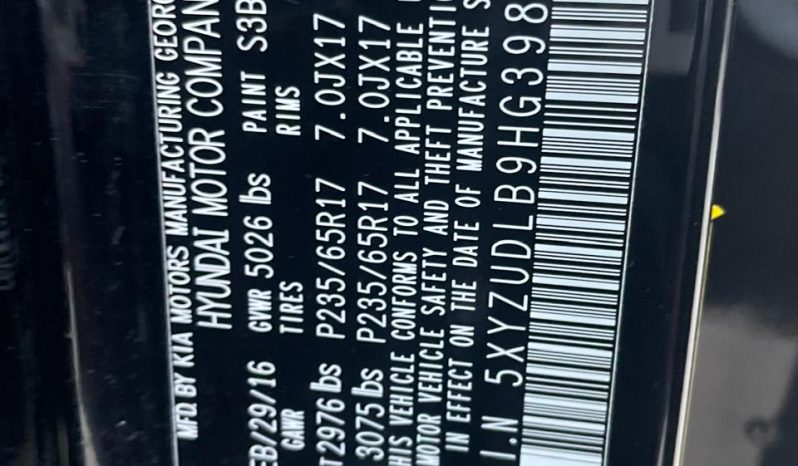 MFD BY KIA MOTORS MANUFACTURING GEORG
HYUNDAI MOTOR COMPAN
EB/29/16 GVWR 5026 lbs PAINT S3B
GAWR TIRES RIMS
T2976 lbs P235/65R17 7.0JX17
3075 lbs P235/65R17 7.0JX17
HIS VEHICLE CONFORMS TO ALL APPLICABLE
MOTOR VEHICLE SAFETY AND THEFT PREVENTI
IN EFFECT ON THE DATE OF MANUFACTURE S
I.N 5XYZUDLB9HG398